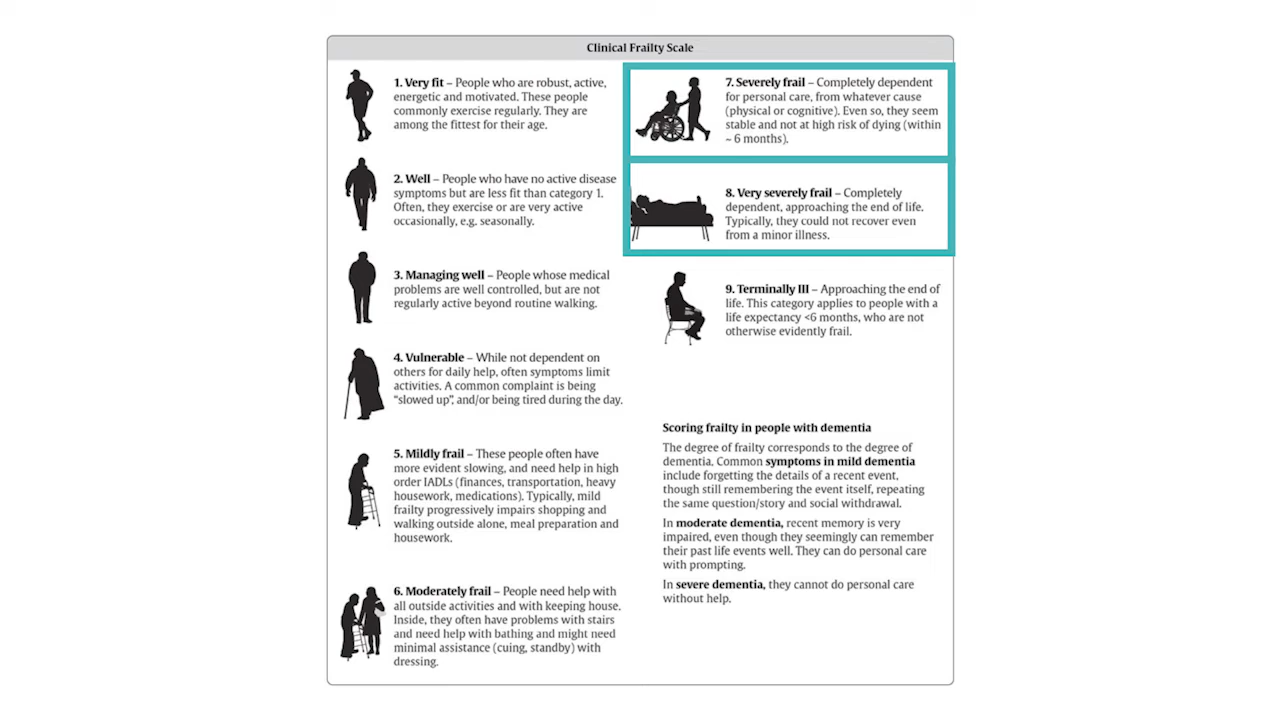 Clinical Frailty Scale
1. Very fit – People who are robust, active,
energetic and motivated. These people
commonly exercise regularly. They are
among the fittest for their age.
2. Well – People who have no active disease
symptoms but are less fit than category 1.
Often, they exercise or are very active
occasionally, e.g. seasonally.
3. Managing well – People whose medical
problems are well controlled, but are not
regularly active beyond routine walking.
4. Vulnerable – While not dependent on
others for daily help, often symptoms limit
activities. A common complaint is being
“slowed up”, and/or being tired during the day.
5. Mildly frail – These people often have
more evident slowing, and need help in high
order IADLs (finances, transportation, heavy
housework, medications). Typically, mild
frailty progressively impairs shopping and
walking outside alone, meal preparation and
housework.
6. Moderately frail – People need help with
all outside activities and with keeping house.
Inside, they often have problems with stairs
and need help with bathing and might need
minimal assistance (cuing, standby) with
dressing.
7. Severely frail – Completely dependent
for personal care, from whatever cause
(physical or cognitive). Even so, they seem
stable and not at high risk of dying (within
~ 6 months).
8. Very severely frail – Completely
dependent, approaching the end of life.
Typically, they could not recover even
from a minor illness.
9. Terminally Ill – Approaching the end of
life. This category applies to people with a
life expectancy <6 months, who are not
otherwise evidently frail.
Scoring frailty in people with dementia
The degree of frailty corresponds to the degree of
dementia. Common symptoms in mild dementia
include forgetting the details of a recent event,
though still remembering the event itself, repeating
the same question/story and social withdrawal.
In moderate dementia, recent memory is very
impaired, even though they seemingly can remember
their past life events well. They can do personal care
with prompting.
In severe dementia, they cannot do personal care
without help.